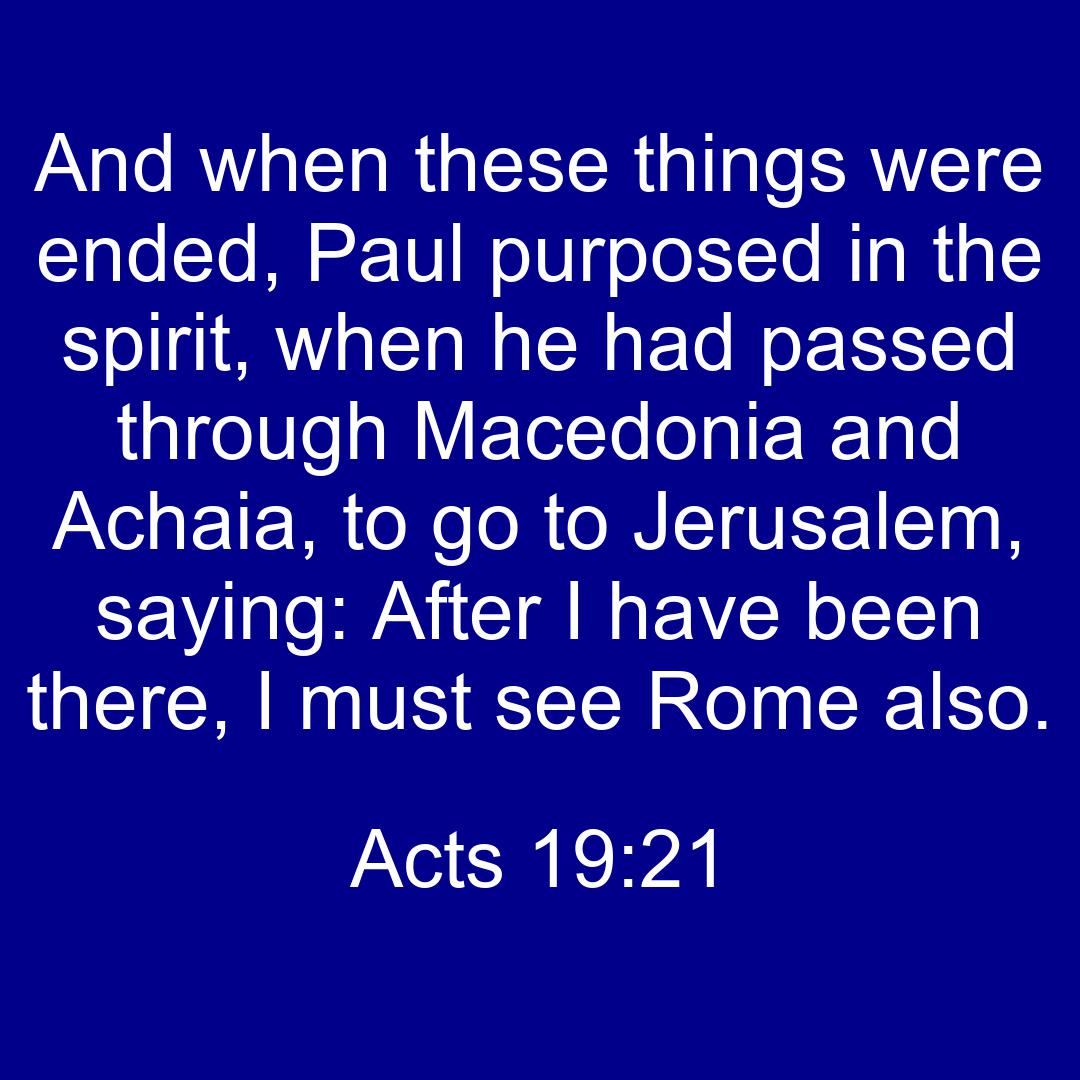 And when these things were
ended, Paul purposed in the
spirit, when he had passed
through Macedonia and
Achaia, to go to Jerusalem,
saying: After I have been
there, I must see Rome also.
Acts 19:21